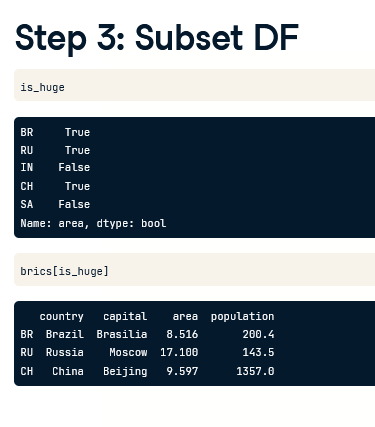 Step 3: Subset DF
is_huge
BR     True
RU     True
IN    False
CH     True
SA    False
Name: area, dtype: bool
brics[is_huge]
   country   capital    area  population
BR  Brazil  Brasilia   8.516       200.4
RU  Russia    Moscow  17.100       143.5
CH   China   Beijing   9.597      1357.0